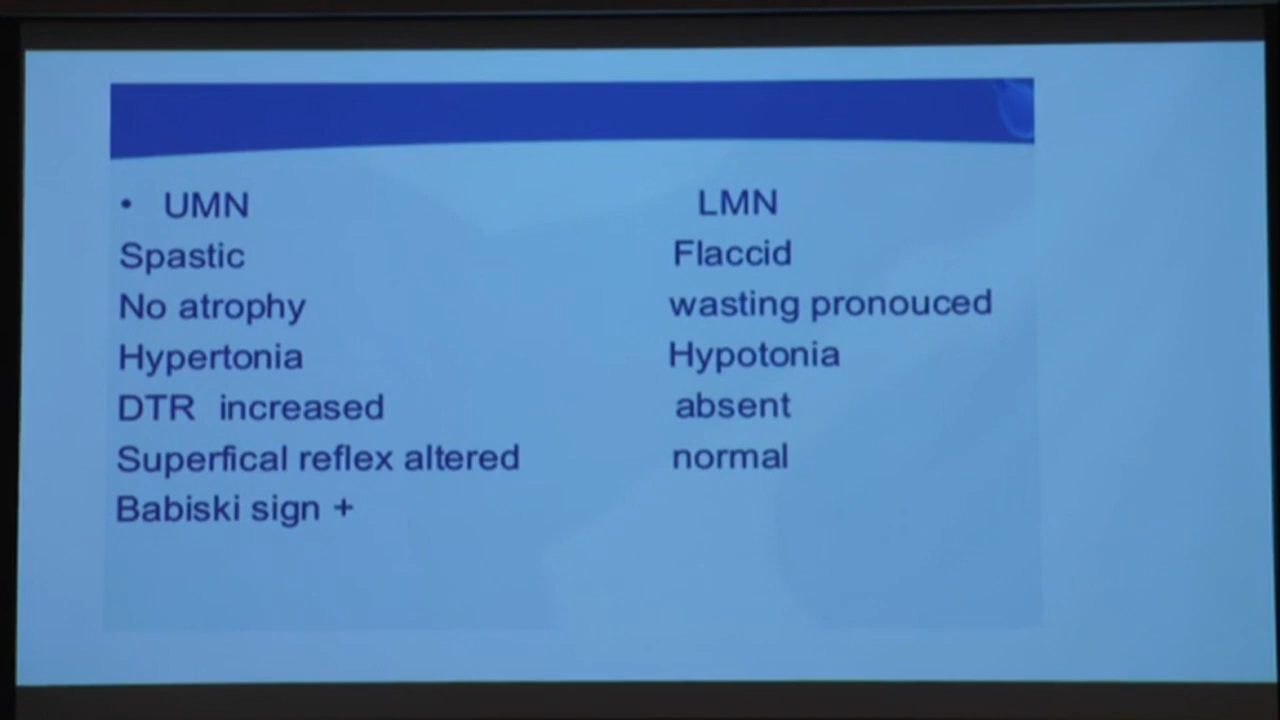 • UMN LMN
Spastic Flaccid
No atrophy wasting pronouced
Hypertonia Hypotonia
DTR increased absent
Superfical reflex altered normal
Babiski sign +